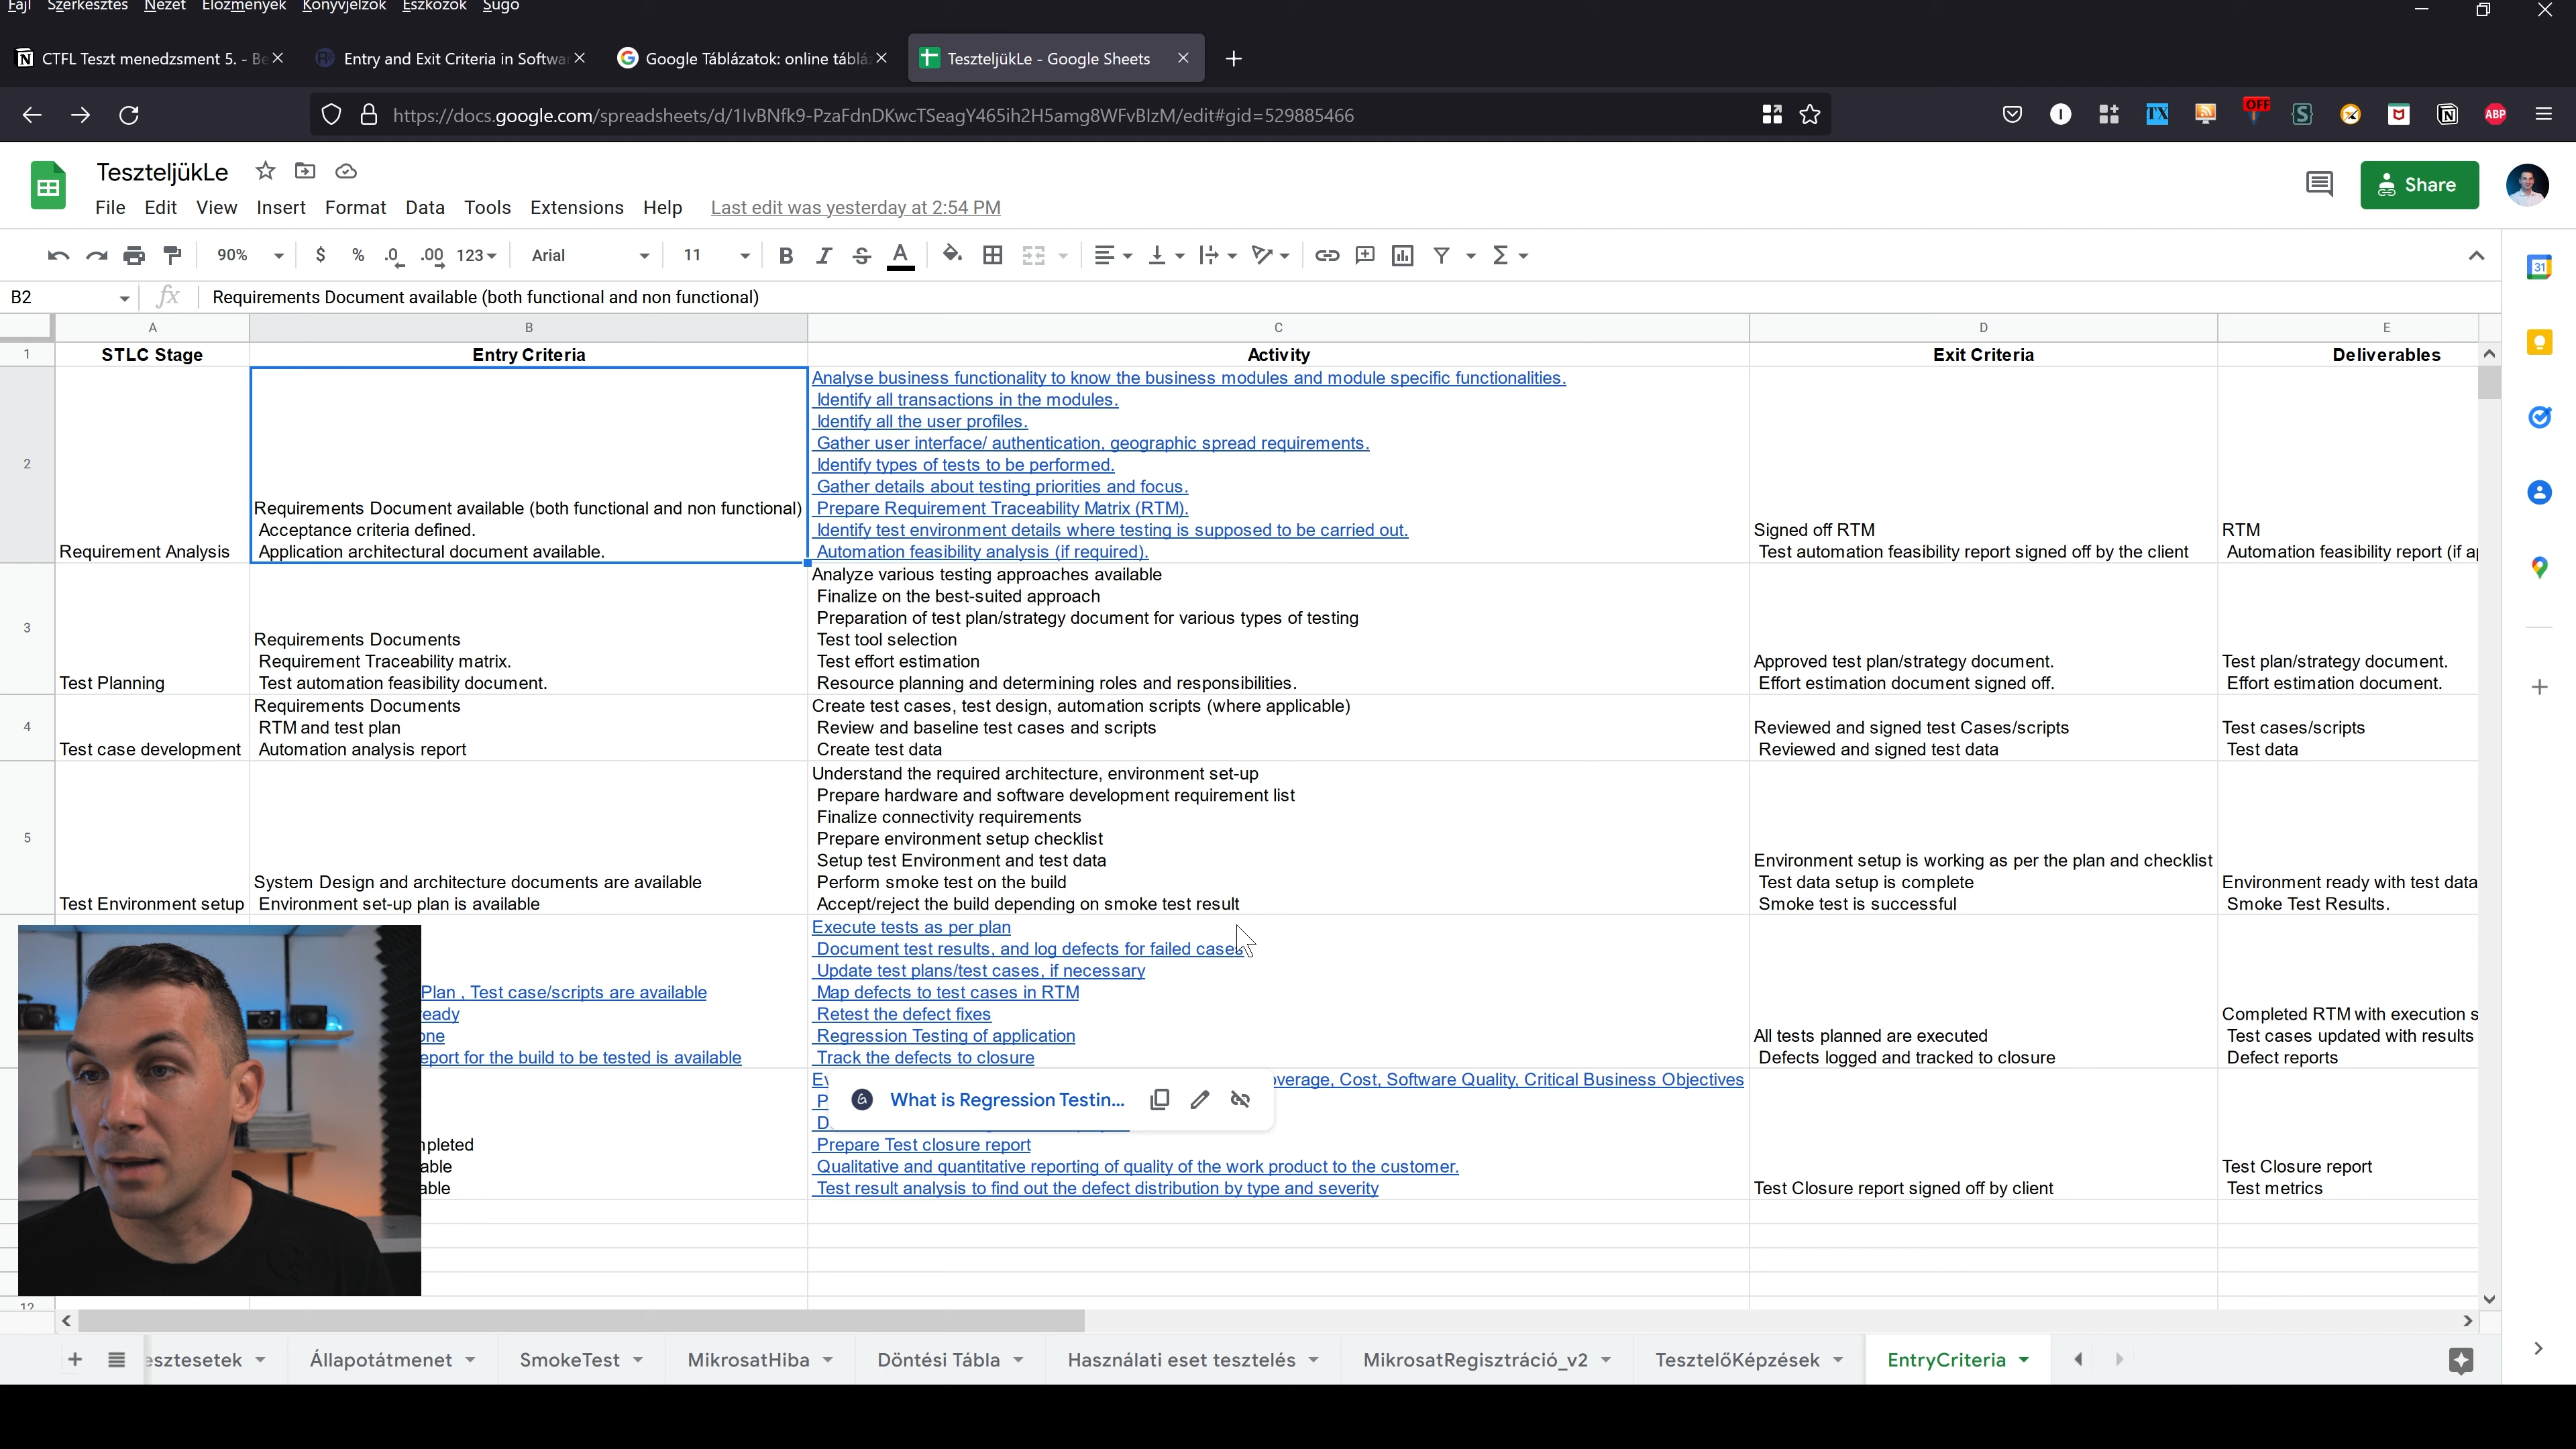 Fájl Szerkesztés Nézet Előzmények Könyvjelzők Eszközök Súgó
CTFL Teszt menedzsment 5. - Be
Entry and Exit Criteria in Softwar
Google Táblázatok: online táblá
TeszteljükLe - Google Sheets
https://docs.google.com/spreadsheets/d/1IvBNfk9-PzaFdnDKwcTSeagY465ih2H5amg8WFvBIzM/edit#gid=529885466
OFF
TX
ABP
TeszteljükLe
File Edit View Insert Format Data Tools Extensions Help Last edit was yesterday at 2:54 PM
Share
90% $ % .0 .00 123 Arial 11 B I S A
31
B2 fx Requirements Document available (both functional and non functional)
A B C D E
1 STLC Stage Entry Criteria Activity Exit Criteria Deliverables
2
Requirement Analysis
Requirements Document available (both functional and non functional)
Acceptance criteria defined.
Application architectural document available.
Analyse business functionality to know the business modules and module specific functionalities.
Identify all transactions in the modules.
Identify all the user profiles.
Gather user interface/ authentication, geographic spread requirements.
Identify types of tests to be performed.
Gather details about testing priorities and focus.
Prepare Requirement Traceability Matrix (RTM).
Identify test environment details where testing is supposed to be carried out.
Automation feasibility analysis (if required).
Signed off RTM
Test automation feasibility report signed off by the client
RTM
Automation feasibility report (if ap
3
Test Planning
Requirements Documents
Requirement Traceability matrix.
Test automation feasibility document.
Analyze various testing approaches available
Finalize on the best-suited approach
Preparation of test plan/strategy document for various types of testing
Test tool selection
Test effort estimation
Resource planning and determining roles and responsibilities.
Approved test plan/strategy document.
Effort estimation document signed off.
Test plan/strategy document.
Effort estimation document.
4
Test case development
Requirements Documents
RTM and test plan
Automation analysis report
Create test cases, test design, automation scripts (where applicable)
Review and baseline test cases and scripts
Create test data
Reviewed and signed test Cases/scripts
Reviewed and signed test data
Test cases/scripts
Test data
5
Test Environment setup
System Design and architecture documents are available
Environment set-up plan is available
Understand the required architecture, environment set-up
Prepare hardware and software development requirement list
Finalize connectivity requirements
Prepare environment setup checklist
Setup test Environment and test data
Perform smoke test on the build
Accept/reject the build depending on smoke test result
Environment setup is working as per the plan and checklist
Test data setup is complete
Smoke test is successful
Environment ready with test data
Smoke Test Results.
Plan , Test case/scripts are available
eady
one
eport for the build to be tested is available
Execute tests as per plan
Document test results, and log defects for failed cases
Update test plans/test cases, if necessary
Map defects to test cases in RTM
Retest the defect fixes
Regression Testing of application
Track the defects to closure
All tests planned are executed
Defects logged and tracked to closure
Completed RTM with execution s
Test cases updated with results
Defect reports
npleted
able
able
Ev
overage, Cost, Software Quality, Critical Business Objectives
P
What is Regression Testin...
D
Prepare Test closure report
Qualitative and quantitative reporting of quality of the work product to the customer.
Test result analysis to find out the defect distribution by type and severity
Test Closure report signed off by client
Test Closure report
Test metrics
12
esztesetek Állapotátmenet SmokeTest MikrosatHiba Döntési Tábla Használati eset tesztelés MikrosatRegisztráció_v2 TesztelőKépzések EntryCriteria